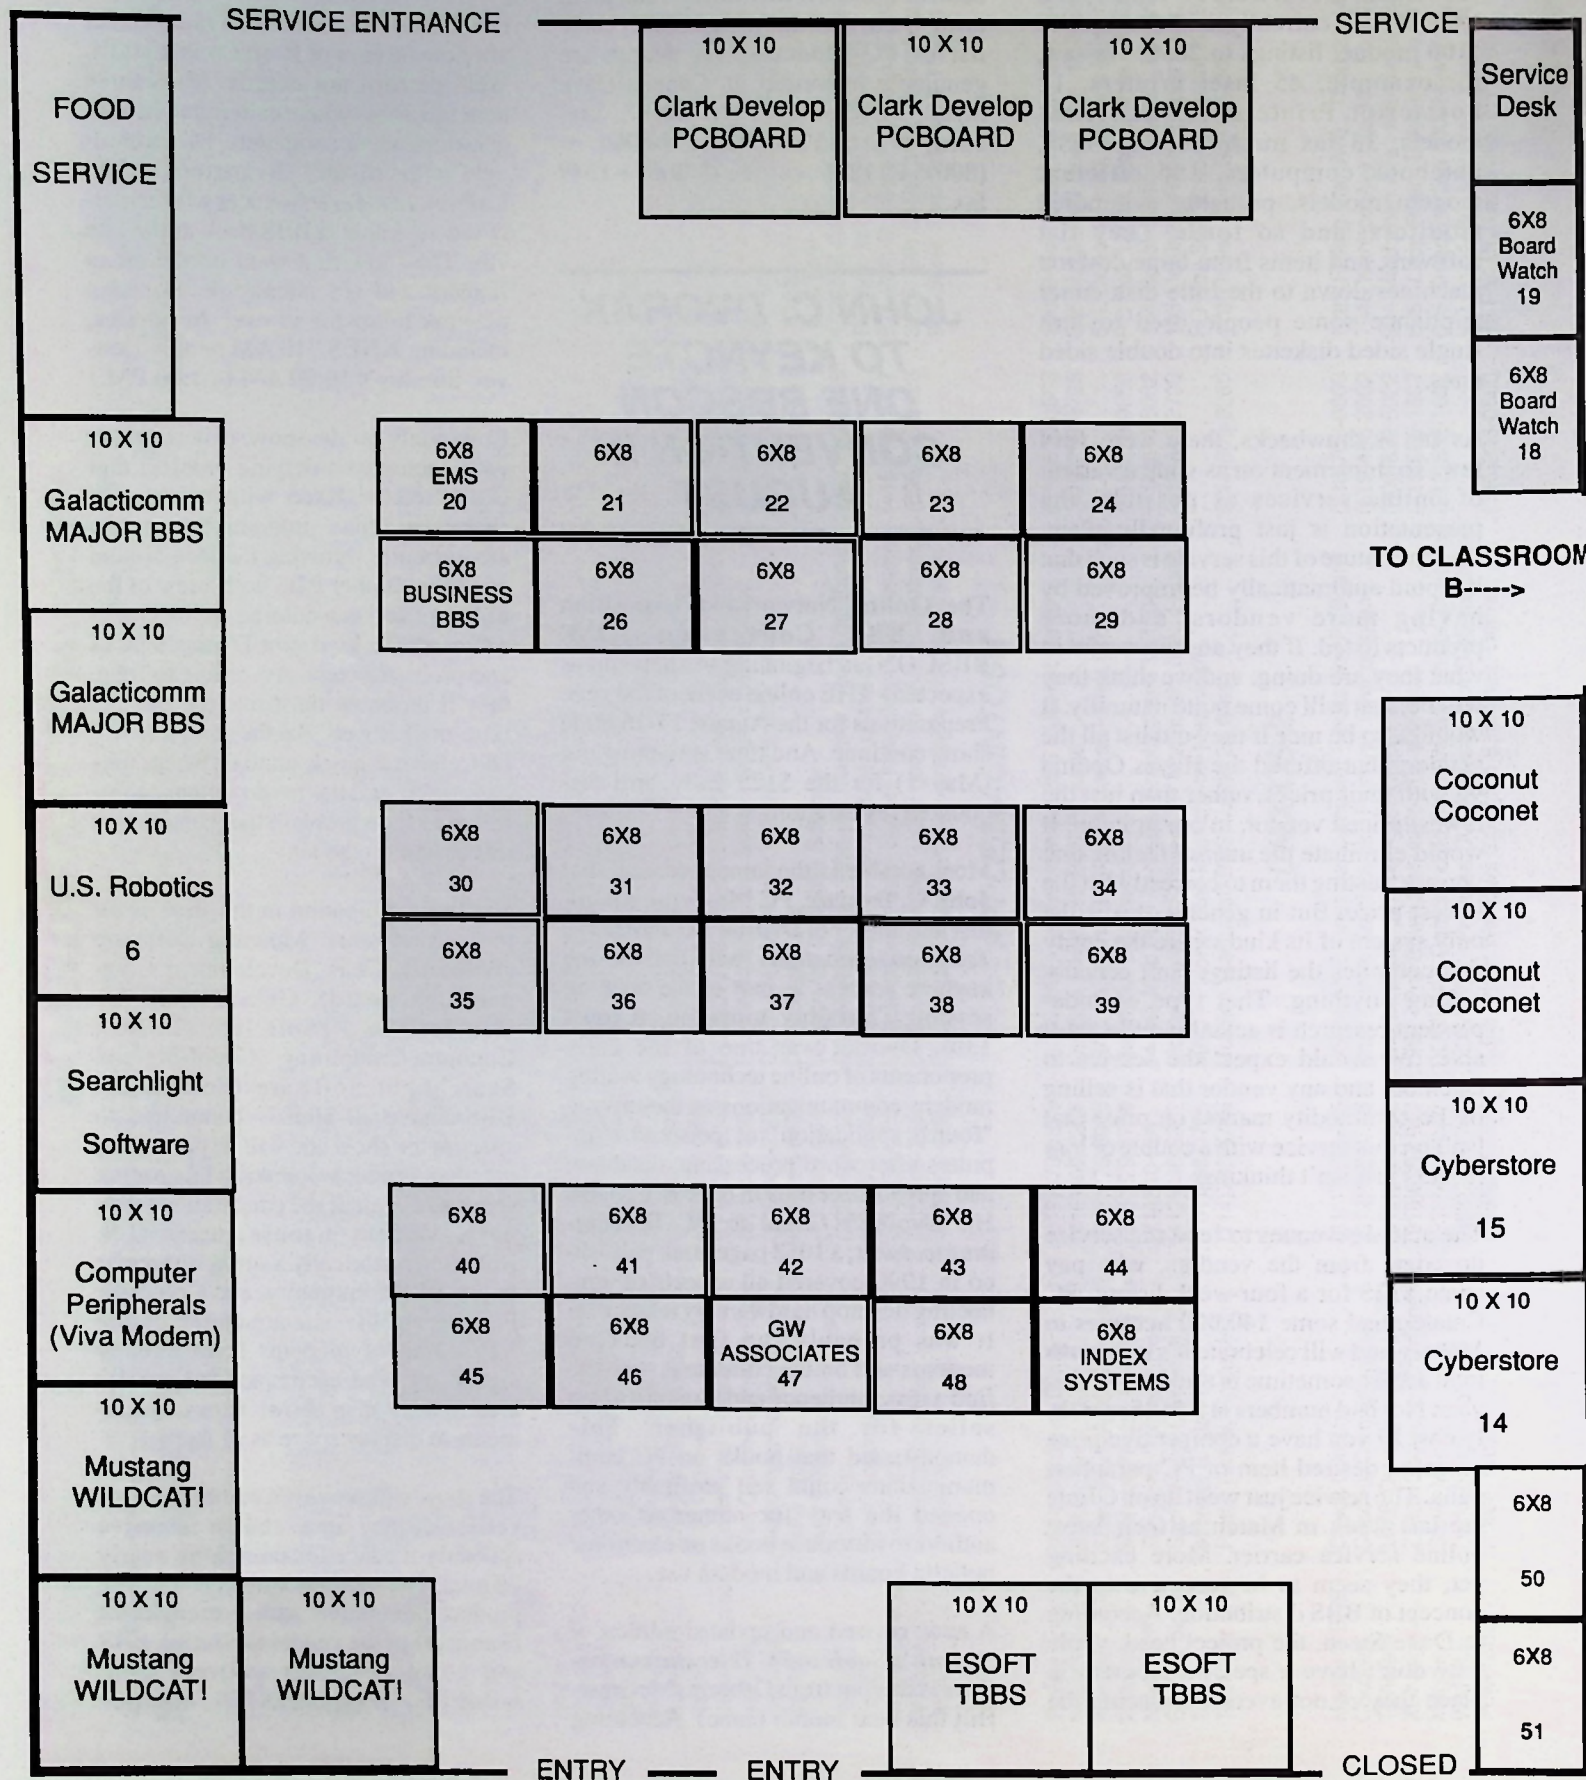 SERVICE ENTRANCE
SERVICE
FOOD
SERVICE
10 X 10
Clark Develop
PCBOARD
10 X 10
Clark Develop
PCBOARD
10 X 10
Clark Develop
PCBOARD
Service
Desk
6X8
Board
Watch
19
6X8
Board
Watch
18
TO CLASSROOM
B----->
10 X 10
Galacticomm
MAJOR BBS
10 X 10
Galacticomm
MAJOR BBS
10 X 10
U.S. Robotics
6
10 X 10
Searchlight
Software
10 X 10
Computer
Peripherals
(Viva Modem)
10 X 10
Mustang
WILDCAT!
10 X 10
Mustang
WILDCAT!
10 X 10
Mustang
WILDCAT!
6X8
EMS
20
6X8
21
6X8
22
6X8
23
6X8
24
6X8
BUSINESS
BBS
6X8
26
6X8
27
6X8
28
6X8
29
6X8
30
6X8
31
6X8
32
6X8
33
6X8
34
6X8
35
6X8
36
6X8
37
6X8
38
6X8
39
6X8
40
6X8
41
6X8
42
6X8
43
6X8
44
6X8
45
6X8
46
GW
ASSOCIATES
47
6X8
48
6X8
INDEX
SYSTEMS
10 X 10
Coconut
Coconet
10 X 10
Coconut
Coconet
10 X 10
Cyberstore
15
10 X 10
Cyberstore
14
6X8
50
6X8
51
10 X 10
ESOFT
TBBS
10 X 10
ESOFT
TBBS
ENTRY
ENTRY
CLOSED